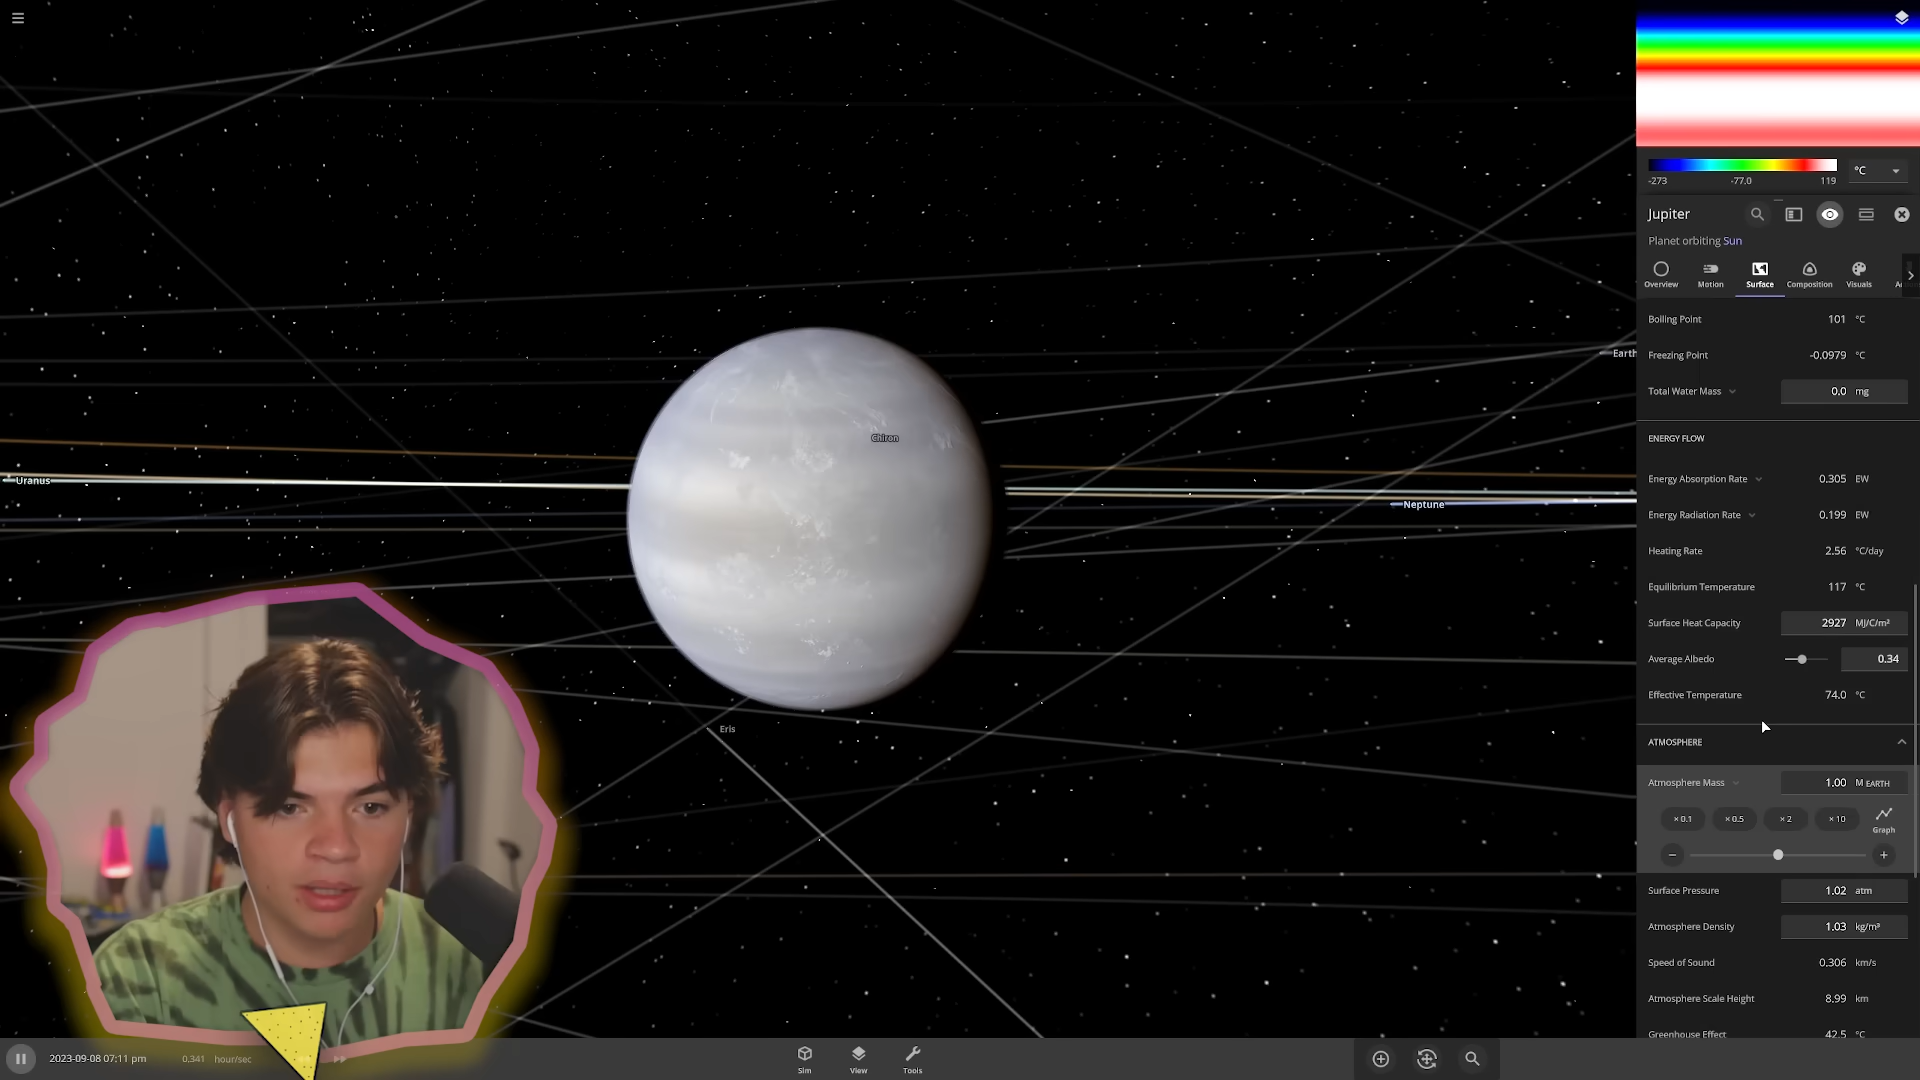 -273 -77.0 119 °C
Jupiter
Planet orbiting Sun
Overview Motion Surface Composition Visuals
Boiling Point 101 °C
Freezing Point -0.0979 °C
Total Water Mass 0.0 mg
ENERGY FLOW
Energy Absorption Rate 0.305 EW
Energy Radiation Rate 0.199 EW
Heating Rate 2.56 °C/day
Equilibrium Temperature 117 °C
Surface Heat Capacity 2927 MJ/C/m²
Average Albedo 0.34
Effective Temperature 74.0 °C
ATMOSPHERE
Atmosphere Mass 1.00 M EARTH
× 0.1 × 0.5 × 2 × 10 Graph
Surface Pressure 1.02 atm
Atmosphere Density 1.03 kg/m³
Speed of Sound 0.306 km/s
Atmosphere Scale Height 8.99 km
Greenhouse Effect 42.5 °C
Earth
Chiron
Uranus
Neptune
Eris
2023-09-08 07:11 pm 0.341 hour/sec
Sim View Tools